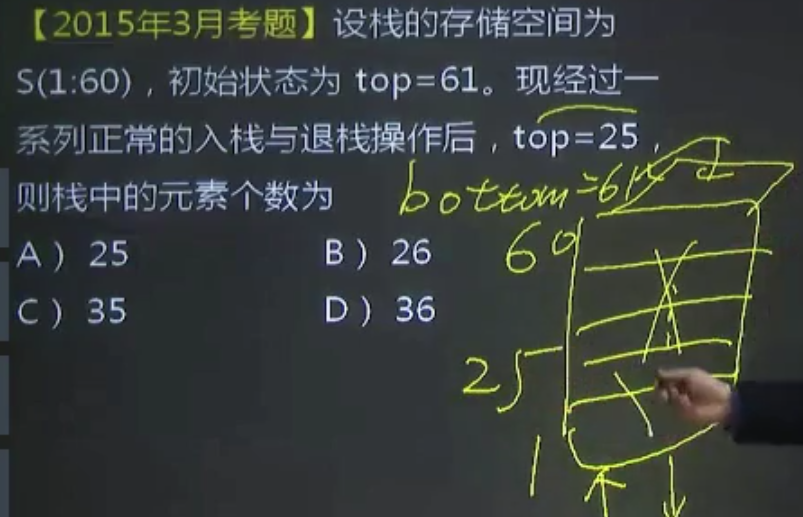 【2015年3月考题】设栈的存储空间为
S(1:60)，初始状态为 top=61。现经过一
系列正常的入栈与退栈操作后，top=25，
则栈中的元素个数为
bottom=61
A）25
B）26
60
C）35
D）36
25
1